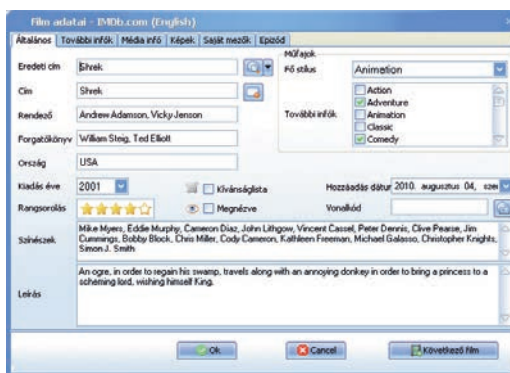 Film adatai - IMDb.com (English)
Általános További infók Média infó Képek Saját mezők Epizód
Eredeti cím Shrek
Cím Shrek
Rendező Andrew Adamson, Vicky Jenson
Forgatókönyv William Steig, Ted Elliott
Ország USA
Műfajok
Fő stílus Animation
További infók
Action
Adventure
Animation
Classic
Comedy
Kiadás éve 2001 Kívánságlista Hozzáadás dátur 2010. augusztus 04., szer
Rangsorolás Megnézve Vonalkód
Színészek Mike Myers, Eddie Murphy, Cameron Diaz, John Lithgow, Vincent Cassel, Peter Dennis, Clive Pearse, Jim
Cummings, Bobby Block, Chris Miller, Cody Cameron, Kathleen Freeman, Michael Galasso, Christopher Knights,
Simon J. Smith
Leírás An ogre, in order to regain his swamp, travels along with an annoying donkey in order to bring a princess to a
scheming lord, wishing himself King.
Ok Cancel Következő film